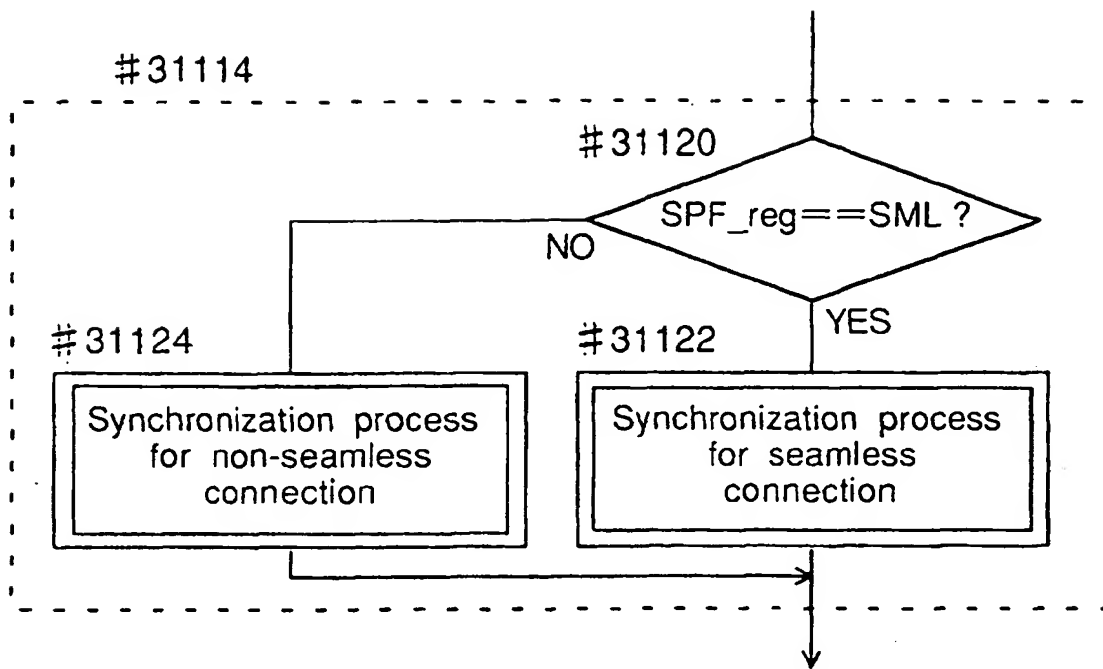 #31114
#31120
SPF_reg==SML ?
NO
YES
#31124
#31122
Synchronization process
for non-seamless
connection
Synchronization process
for seamless
connection